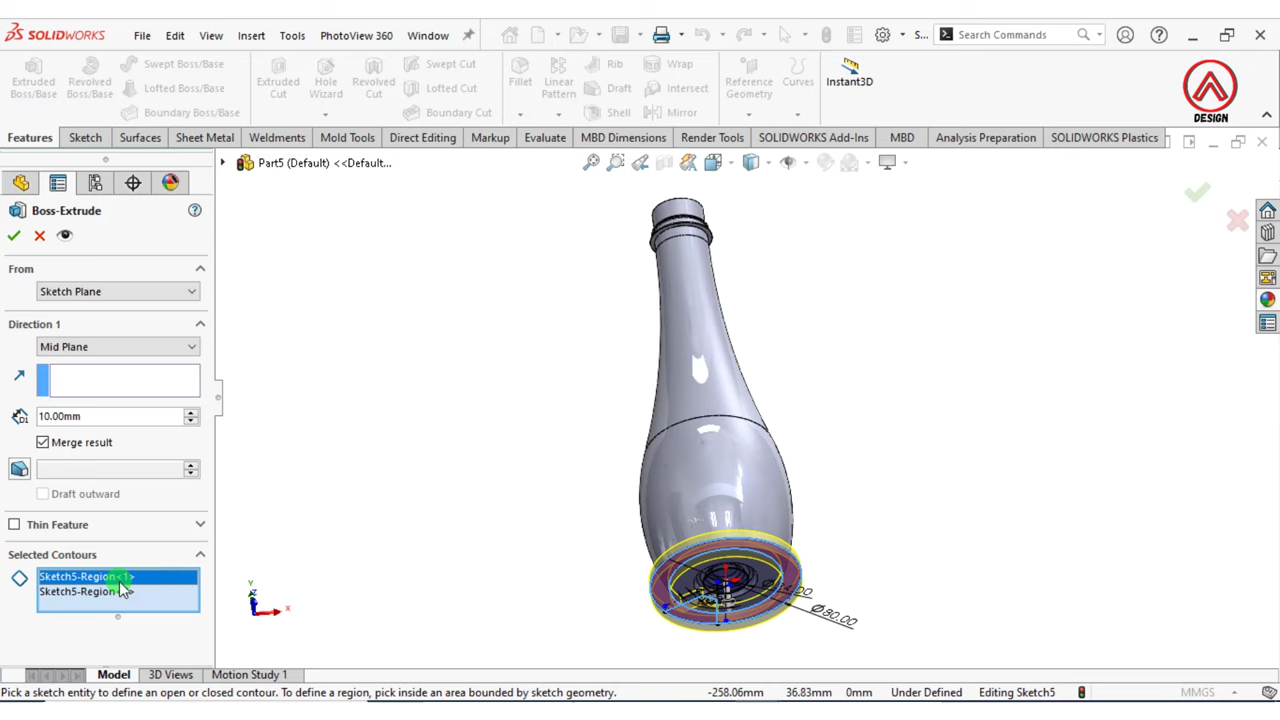 SOLIDWORKS File Edit View Insert Tools PhotoView 360 Window S... Search Commands
Extruded Boss/Base
Revolved Boss/Base
Swept Boss/Base
Lofted Boss/Base
Boundary Boss/Base
Extruded Cut
Hole Wizard
Revolved Cut
Swept Cut
Lofted Cut
Boundary Cut
Fillet
Linear Pattern
Rib
Draft
Shell
Wrap
Intersect
Mirror
Reference Geometry
Curves
Instant3D
DESIGN
Features Sketch Surfaces Sheet Metal Weldments Mold Tools Direct Editing Markup Evaluate MBD Dimensions Render Tools SOLIDWORKS Add-Ins MBD Analysis Preparation SOLIDWORKS Plastics
Part5 (Default) <<Default...
Boss-Extrude
From
Sketch Plane
Direction 1
Mid Plane
D1
10.00mm
Merge result
Draft outward
Thin Feature
Selected Contours
Sketch5-Region<1>
Sketch5-Region
Ø80.00
Y
Z
X
Model 3D Views Motion Study 1
Pick a sketch entity to define an open or closed contour. To define a region, pick inside an area bounded by sketch geometry. -258.06mm 36.83mm 0mm Under Defined Editing Sketch5 MMGS